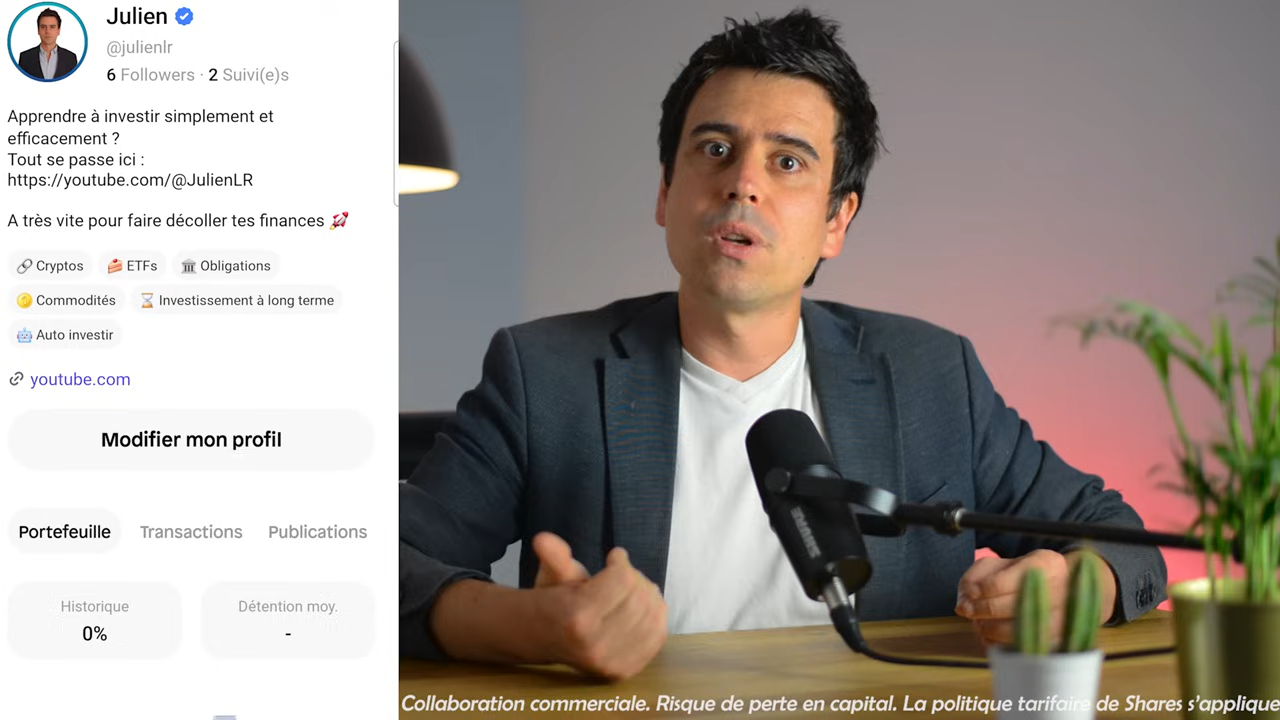 Julien
@julienlr
6 Followers · 2 Suivi(e)s
Apprendre à investir simplement et
efficacement ?
Tout se passe ici :
https://youtube.com/@JulienLR
A très vite pour faire décoller tes finances 🚀
🔗 Cryptos 🍰 ETFs 🏛️ Obligations
🪙 Commodités ⏳ Investissement à long terme
🤖 Auto investir
youtube.com
Modifier mon profil
Portefeuille Transactions Publications
Historique Détention moy.
0% -
SHURE
Collaboration commerciale. Risque de perte en capital. La politique tarifaire de Shares s'applique